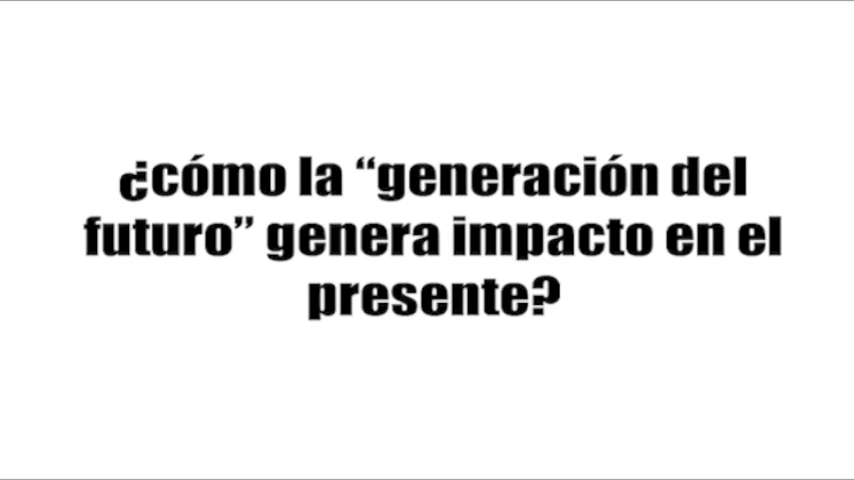 ¿cómo la “generación del
futuro” genera impacto en el
presente?